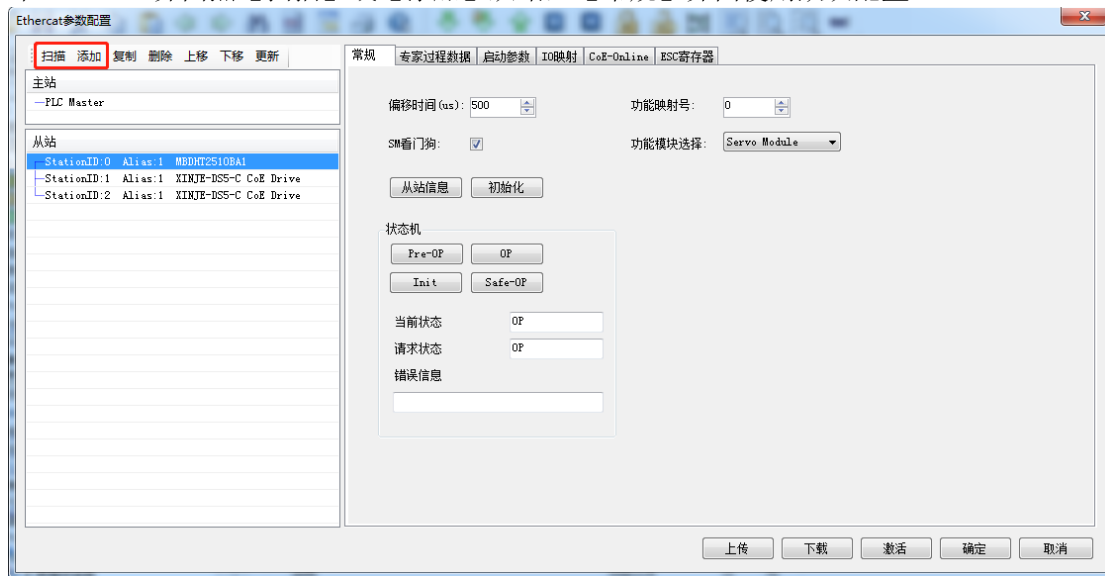 Ethercat参数配置
扫描 添加 复制 删除 上移 下移 更新
常规 专家过程数据 启动参数 IO映射 CoE-Online ESC寄存器
主站
PLC Master
从站
StationID:0 Alias:1 MBDHT2510BA1
StationID:1 Alias:1 XINJE-DS5-C CoE Drive
StationID:2 Alias:1 XINJE-DS5-C CoE Drive
偏移时间(us): 500 功能映射号: 0
SM看门狗: 功能模块选择: Servo Module
从站信息 初始化
状态机
Pre-OP OP
Init Safe-OP
当前状态 OP
请求状态 OP
错误信息
上传 下载 激活 确定 取消